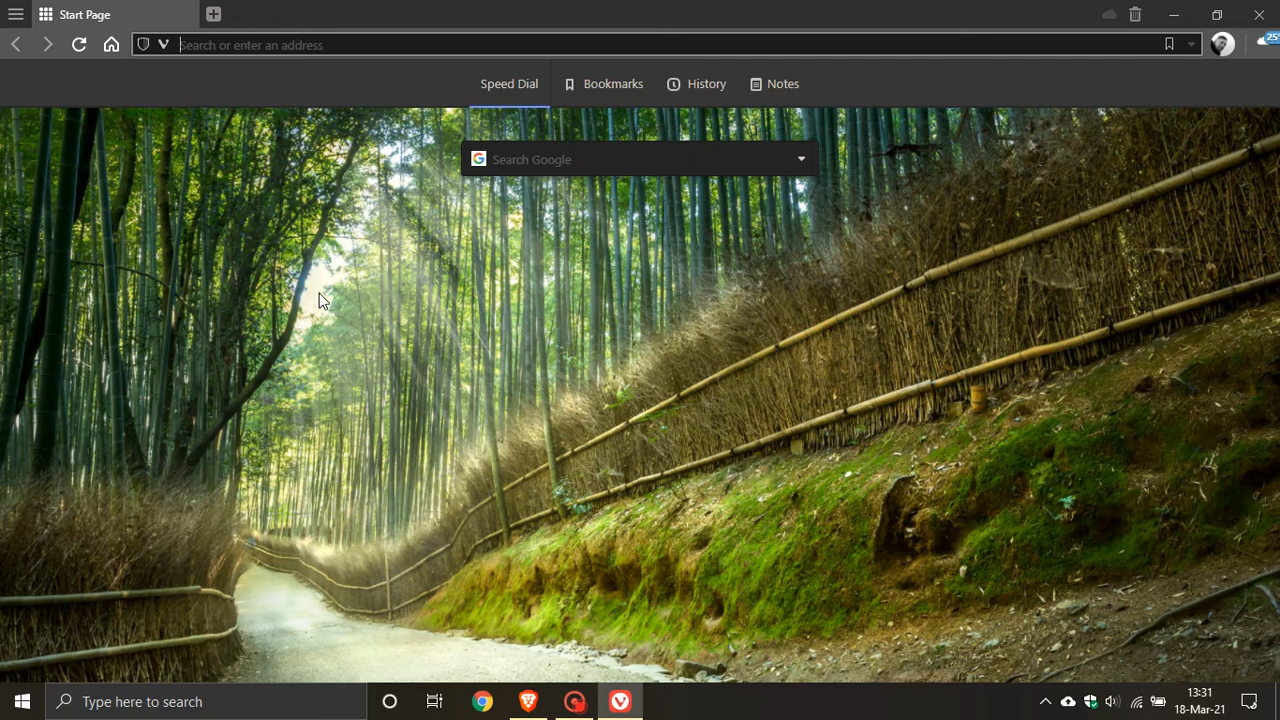 Start Page
Search or enter an address
25°
Speed Dial
Bookmarks
History
Notes
Search Google
Type here to search
13:31
18-Mar-21